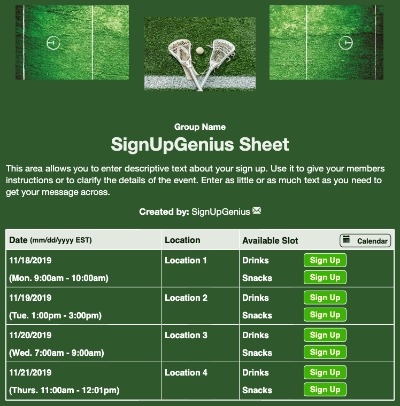 Group Name
SignUpGenius Sheet
This area allows you to enter descriptive text about your sign up. Use it to give your members
instructions or to clarify the details of the event. Enter as little or as much text as you need to
get your message across.
Created by: SignUpGenius
Date (mm/dd/yyyy EST) Location Available Slot Calendar
11/18/2019 Location 1 Drinks Sign Up
(Mon. 9:00am - 10:00am) Snacks Sign Up
11/19/2019 Location 2 Drinks Sign Up
(Tue. 1:00pm - 3:00pm) Snacks Sign Up
11/20/2019 Location 3 Drinks Sign Up
(Wed. 7:00am - 9:00am) Snacks Sign Up
11/21/2019 Location 4 Drinks Sign Up
(Thurs. 11:00am - 12:01pm) Snacks Sign Up